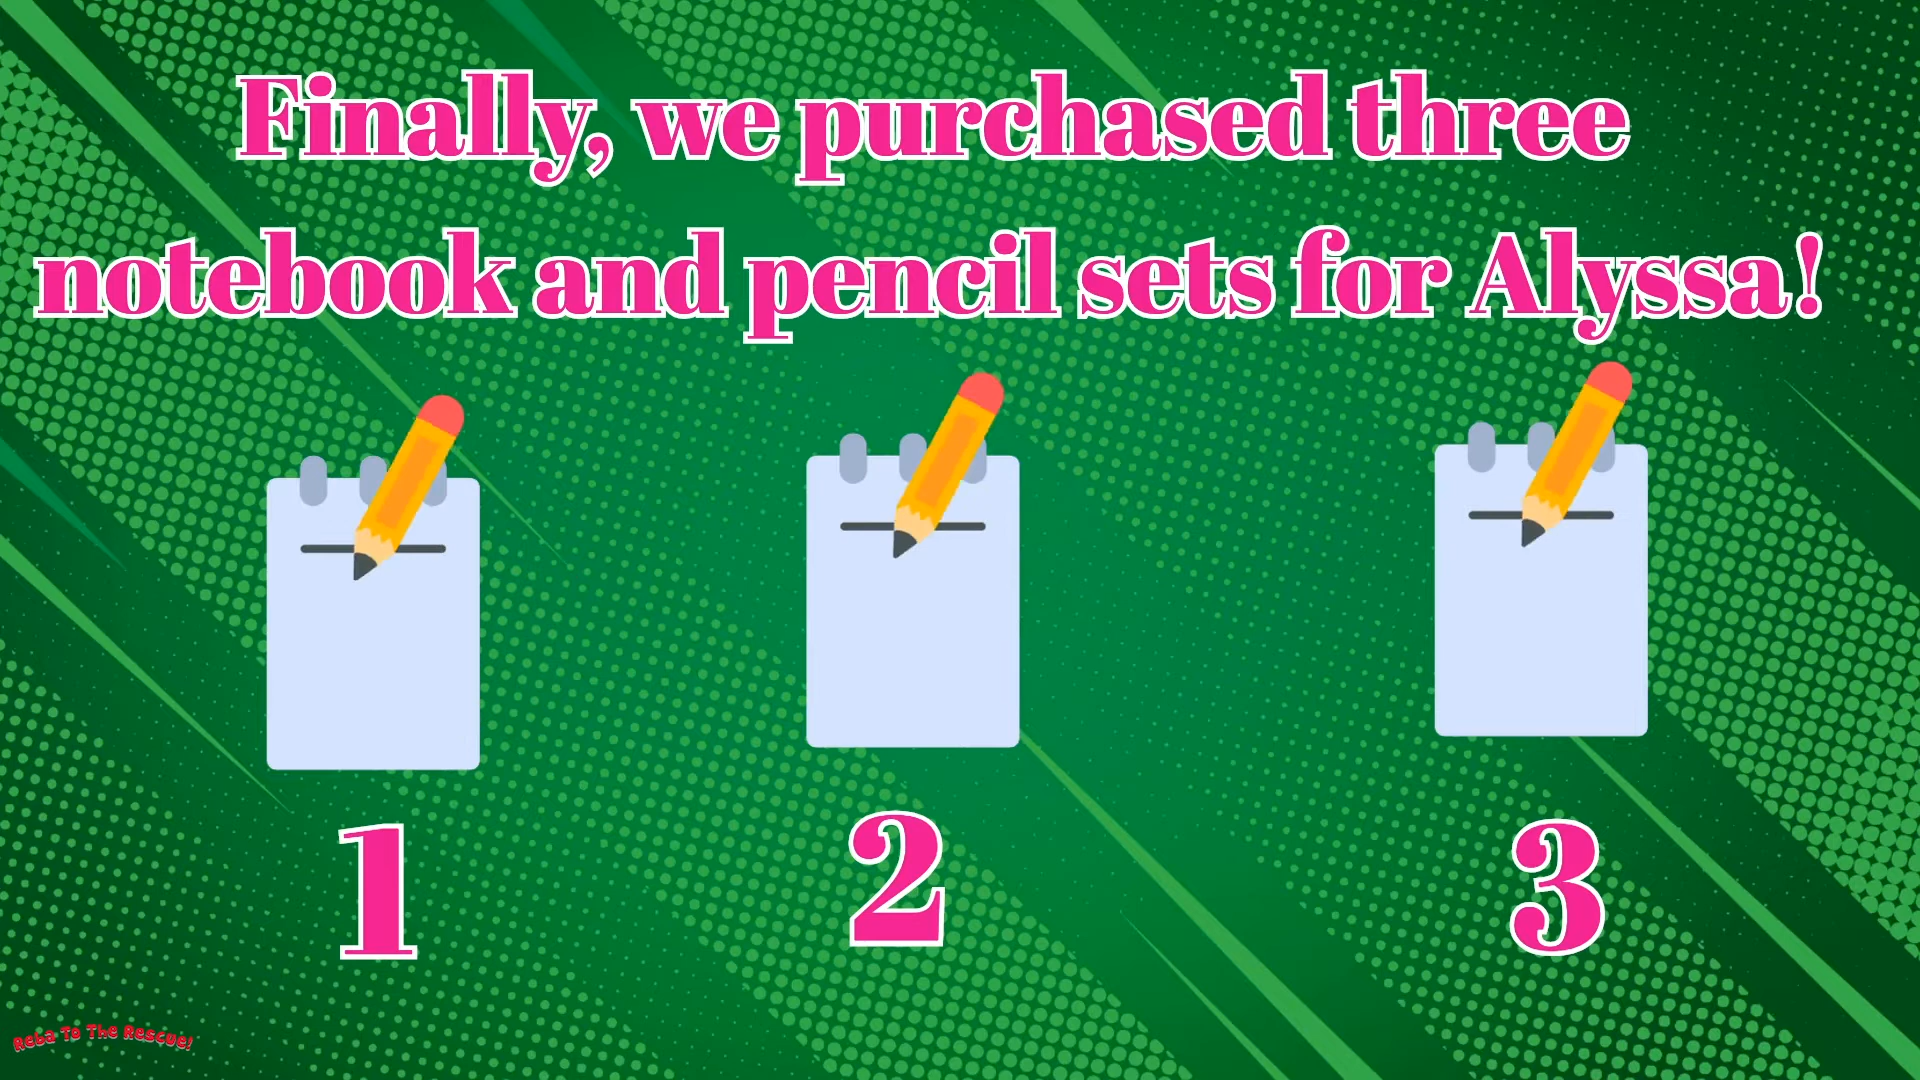 Finally, we purchased three
notebook and pencil sets for Alyssa!
1 2 3
Reba To The Rescue!